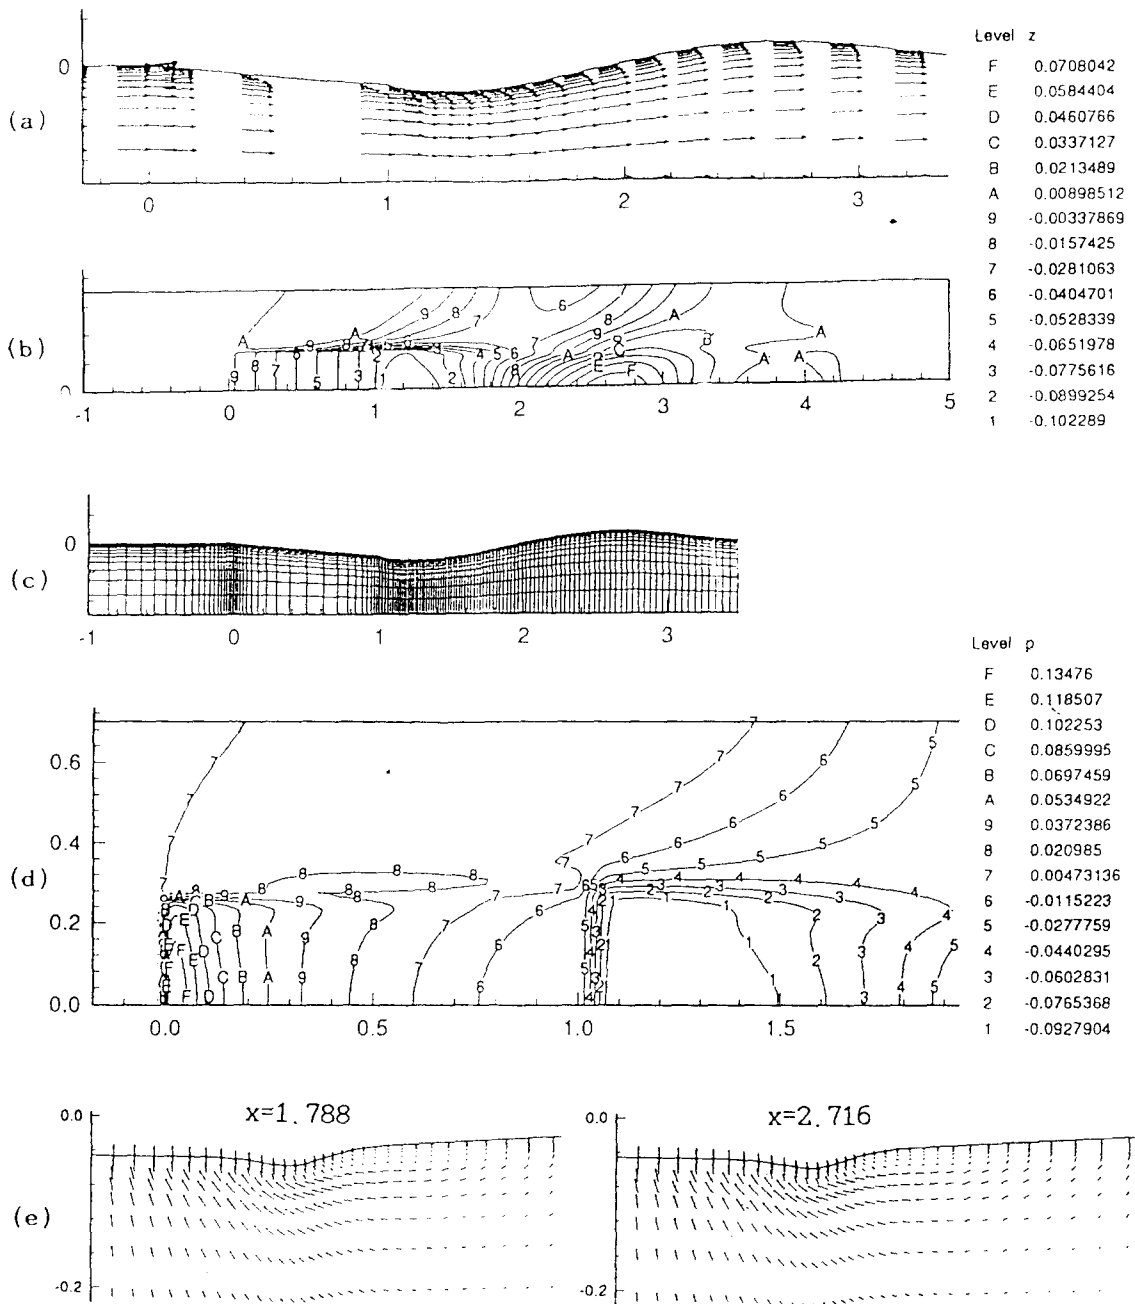 (a)
0
0 1 2 3
Level z
F 0.0708042
E 0.0584404
D 0.0460766
C 0.0337127
B 0.0213489
A 0.00898512
9 -0.00337869
8 -0.0157425
7 -0.0281063
6 -0.0404701
5 -0.0528339
4 -0.0651978
3 -0.0775616
2 -0.0899254
1 -0.102289
(b)
0
-1 0 1 2 3 4 5
(c)
0
-1 0 1 2 3
Level p
F 0.13476
E 0.118507
D 0.102253
C 0.0859995
B 0.0697459
A 0.0534922
9 0.0372386
8 0.020985
7 0.00473136
6 -0.0115223
5 -0.0277759
4 -0.0440295
3 -0.0602831
2 -0.0765368
1 -0.0927904
(d)
0.6
0.4
0.2
0.0
0.0 0.5 1.0 1.5
(e)
x=1.788
0.0
-0.2
x=2.716
0.0
-0.2